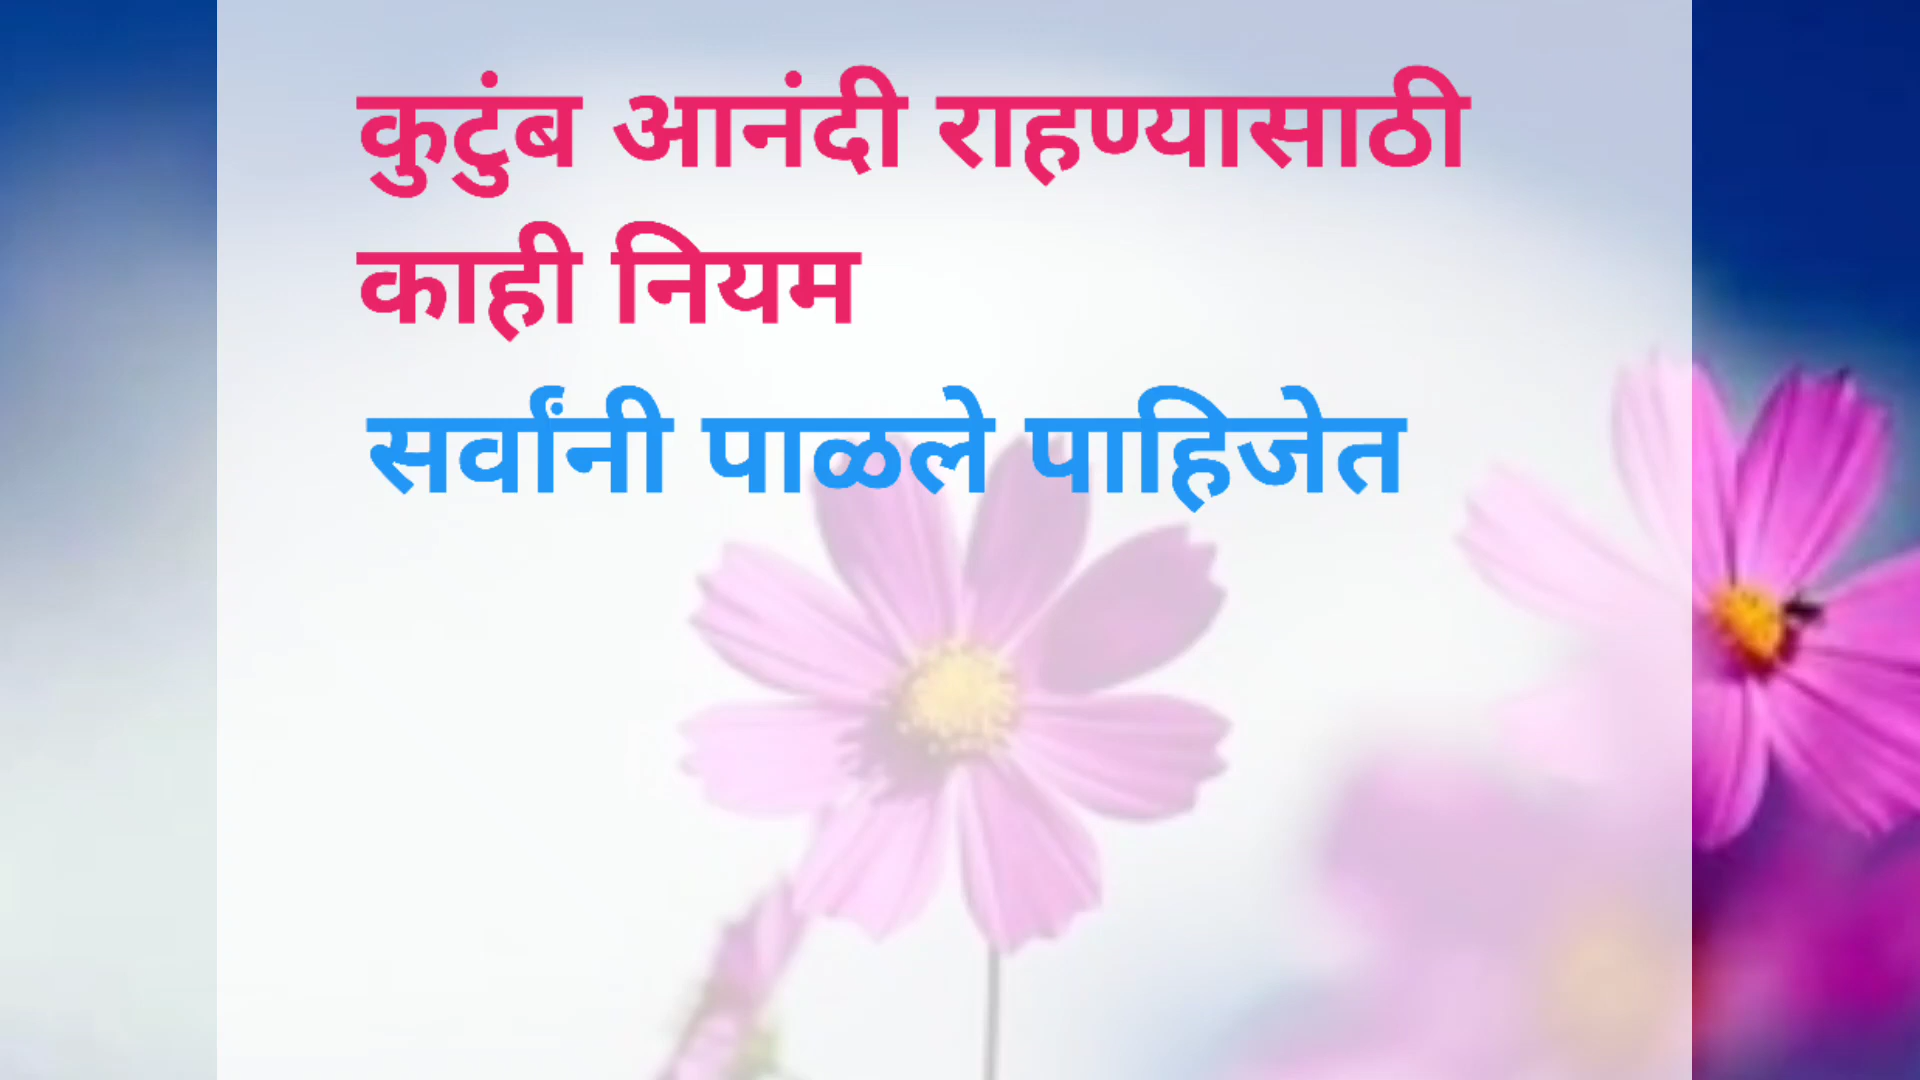 कुटुंब आनंदी राहण्यासाठी
काही नियम
सर्वांनी पाळले पाहिजेत